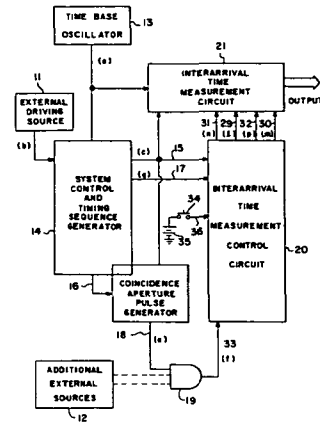 TIME BASE
OSCILLATOR
13
(a)
21
INTERARRIVAL
TIME
MEASUREMENT
CIRCUIT
OUTPUT
11
EXTERNAL
DRIVING
SOURCE
(b)
31
29
32
30
(n)
(l)
(p)
(m)
(c)
15
(g)
17
SYSTEM
CONTROL
AND
TIMING
SEQUENCE
GENERATOR
14
34
35
36
INTERARRIVAL
TIME
MEASUREMENT
CONTROL
CIRCUIT
20
16
COINCIDENCE
APERTURE
PULSE
GENERATOR
18
(e)
33
(f)
ADDITIONAL
EXTERNAL
SOURCES
12
19